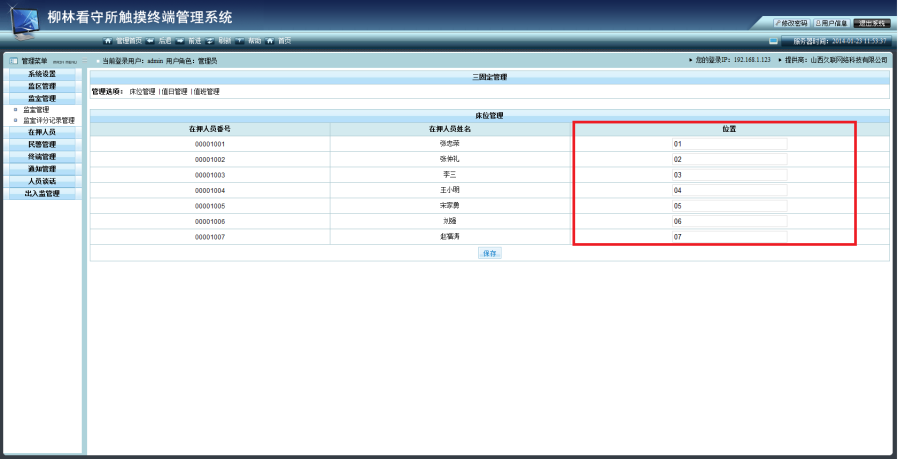 柳林看守所触摸终端管理系统
修改密码 用户信息 退出系统
管理首页 后退 前进 刷新 帮助 首页
服务器时间：2014-01-23 11:53:37
管理菜单 MAIN MENU
当前登录用户：admin 用户角色：管理员
您的登录IP：192.168.1.123 提供商：山西久联网络科技有限公司
系统设置
监区管理
监室管理
监室管理
监室评分记录管理
在押人员
民警管理
终端管理
通知管理
人员谈话
出入监管理
三固定管理
管理选项： 床位管理 | 值日管理 | 值班管理
床位管理
在押人员番号 在押人员姓名 位置
00001001 张忠荣 01
00001002 张仲礼 02
00001003 李三 03
00001004 王小明 04
00001005 宋家勇 05
00001006 刘强 06
00001007 赵福涛 07
保存